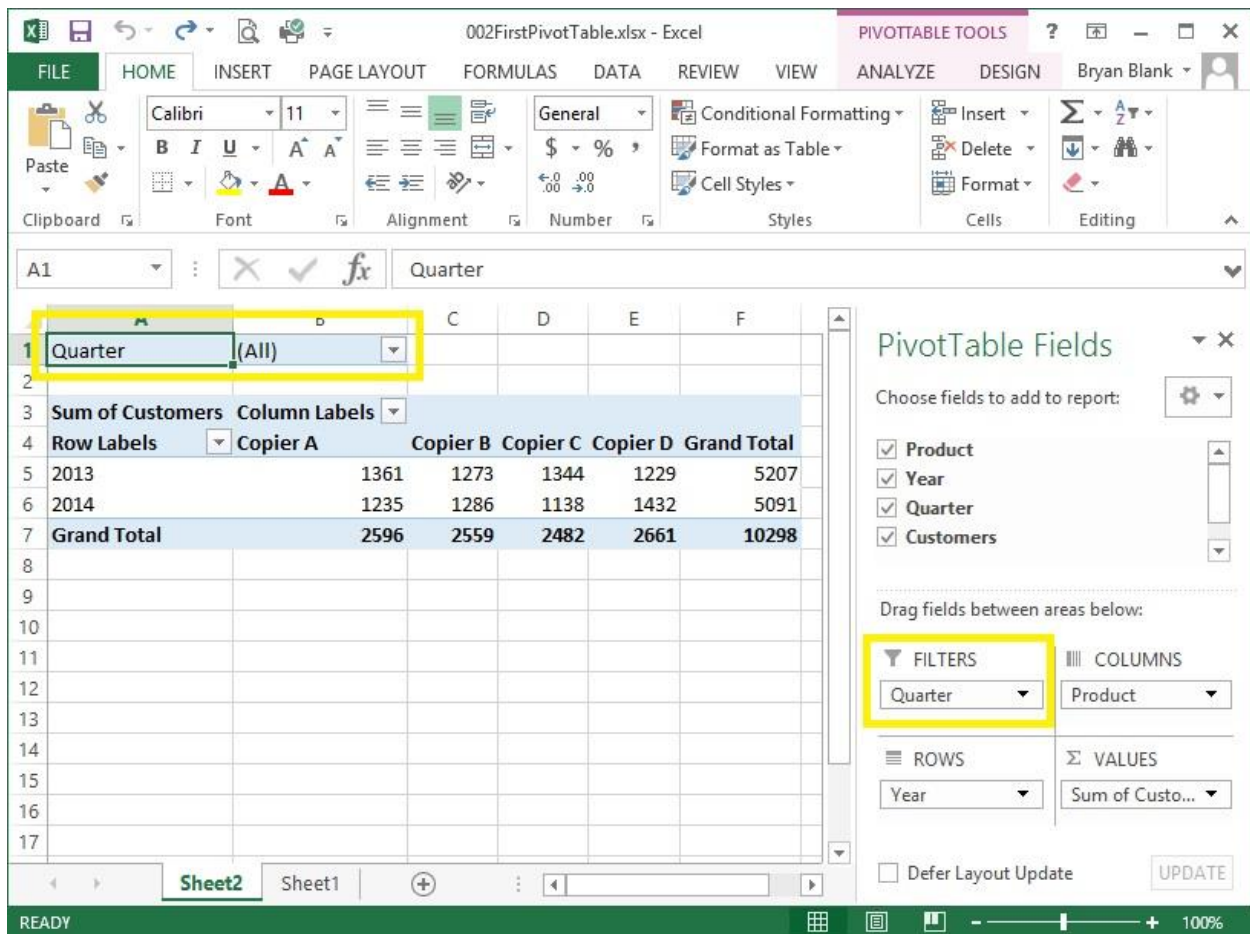 002FirstPivotTable.xlsx - Excel PIVOTTABLE TOOLS ?
FILE HOME INSERT PAGE LAYOUT FORMULAS DATA REVIEW VIEW ANALYZE DESIGN Bryan Blank
Paste
Calibri 11
B I U A A A
General
$ % ,
.00 .0
Conditional Formatting
Format as Table
Cell Styles
Insert
Delete
Format
Clipboard Font Alignment Number Styles Cells Editing
A1 fx Quarter
A B C D E F
1 Quarter (All)
2
3 Sum of Customers Column Labels
4 Row Labels Copier A Copier B Copier C Copier D Grand Total
5 2013 1361 1273 1344 1229 5207
6 2014 1235 1286 1138 1432 5091
7 Grand Total 2596 2559 2482 2661 10298
8
9
10
11
12
13
14
15
16
17
Sheet2 Sheet1
PivotTable Fields
Choose fields to add to report:
Product
Year
Quarter
Customers
Drag fields between areas below:
FILTERS COLUMNS
Quarter Product
ROWS Σ VALUES
Year Sum of Custo...
Defer Layout Update UPDATE
READY 100%